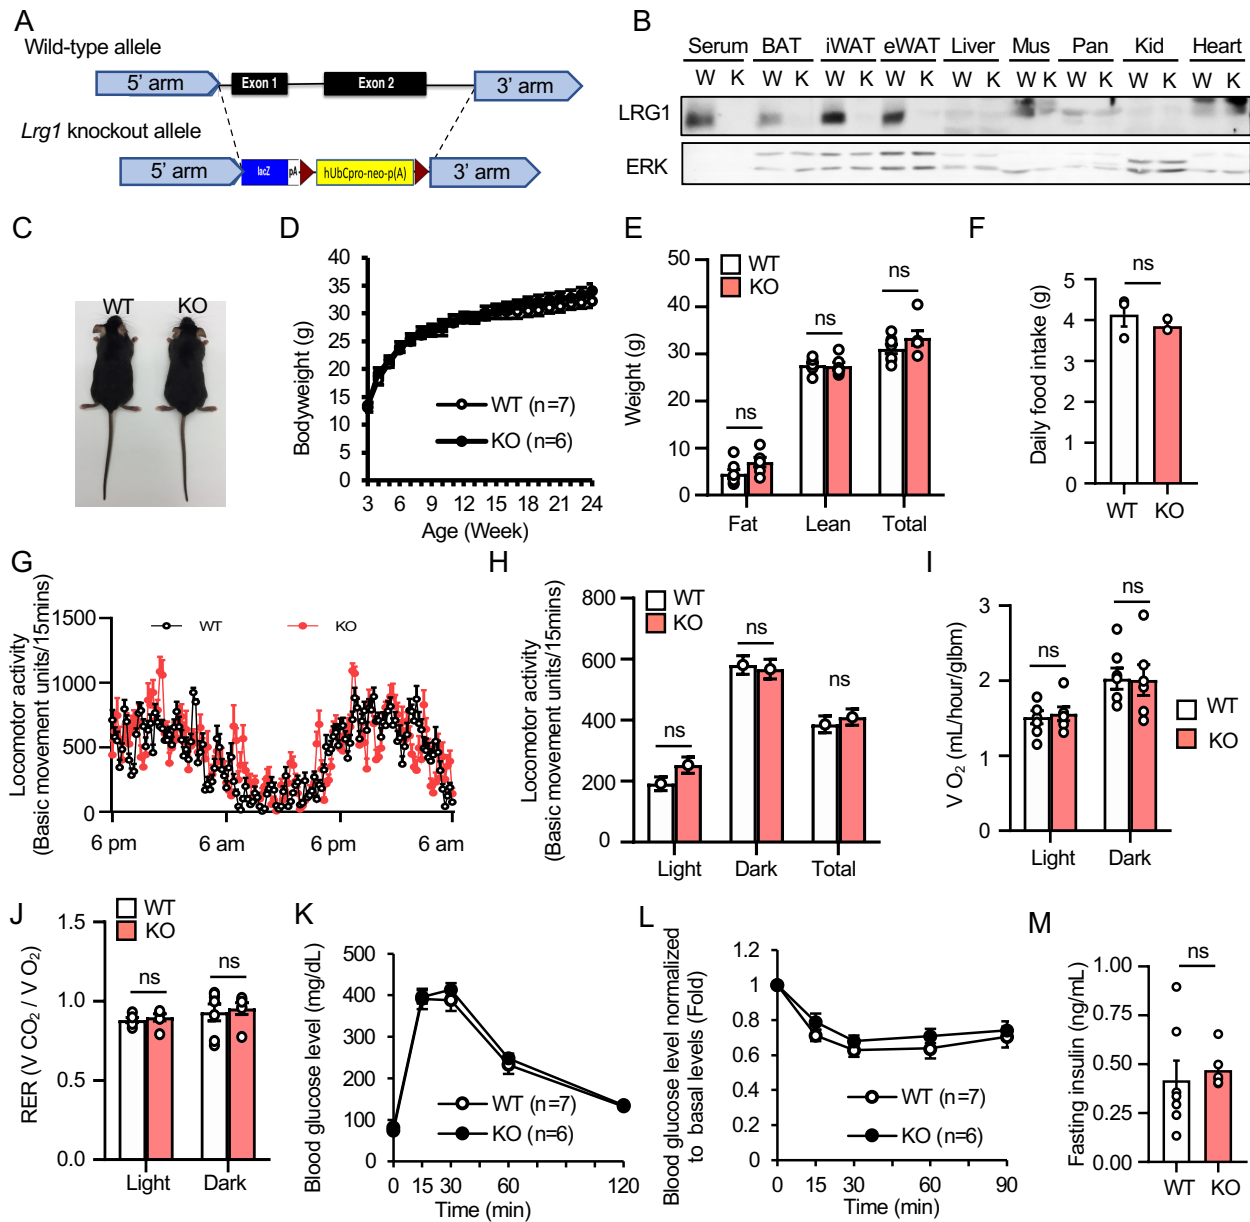 A
Wild-type allele
5’ arm
Exon 1
Exon 2
3’ arm
Lrg1 knockout allele
5’ arm
lacZ
pA
hUbCpro-neo-p(A)
3’ arm
B
Serum BAT iWAT eWAT Liver Mus Pan Kid Heart
W K W K W K W K W K W K W K W K W K
LRG1
ERK
C
WT KO
D
Bodyweight (g)
40
35
30
25
20
15
10
5
0
WT (n=7)
KO (n=6)
3 6 9 12 15 18 21 24
Age (Week)
E
Weight (g)
50
40
30
20
10
0
WT
KO
ns
ns
ns
Fat Lean Total
F
Daily food intake (g)
5
4
3
2
1
0
ns
WT KO
G
Locomotor activity
(Basic movement units/15mins)
1500
1000
500
0
WT KO
6 pm 6 am 6 pm 6 am
H
Locomotor activity
(Basic movement units/15mins)
800
600
400
200
0
WT
KO
ns
ns
ns
Light Dark Total
I
V O2 (mL/hour/glbm)
3
2
1
0
ns
ns
WT
KO
Light Dark
J
RER (V CO2 / V O2)
1.5
1.0
0.5
0.0
WT
KO
ns
ns
Light Dark
K
Blood glucose level (mg/dL)
500
400
300
200
100
0
WT (n=7)
KO (n=6)
0 15 30 60 120
Time (min)
L
Blood glucose level normalized
to basal levels (Fold)
1.2
1
0.8
0.6
0.4
0.2
0
WT (n=7)
KO (n=6)
0 15 30 60 90
Time (min)
M
Fasting insulin (ng/mL)
1.00
0.75
0.50
0.25
0.00
ns
WT KO